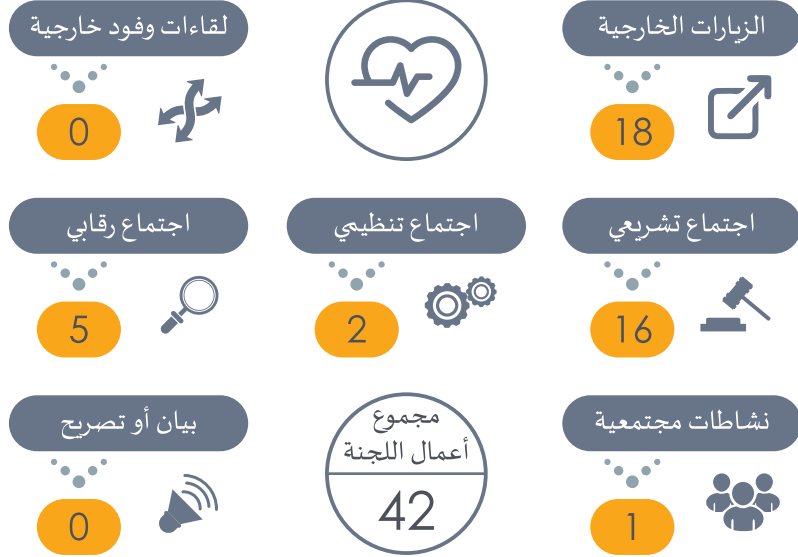 الزيارات الخارجية
18
لقاءات وفود خارجية
0
اجتماع تشريعي
16
اجتماع تنظيمي
2
اجتماع رقابي
5
نشاطات مجتمعية
1
مجموع
أعمال اللجنة
42
بيان أو تصريح
0